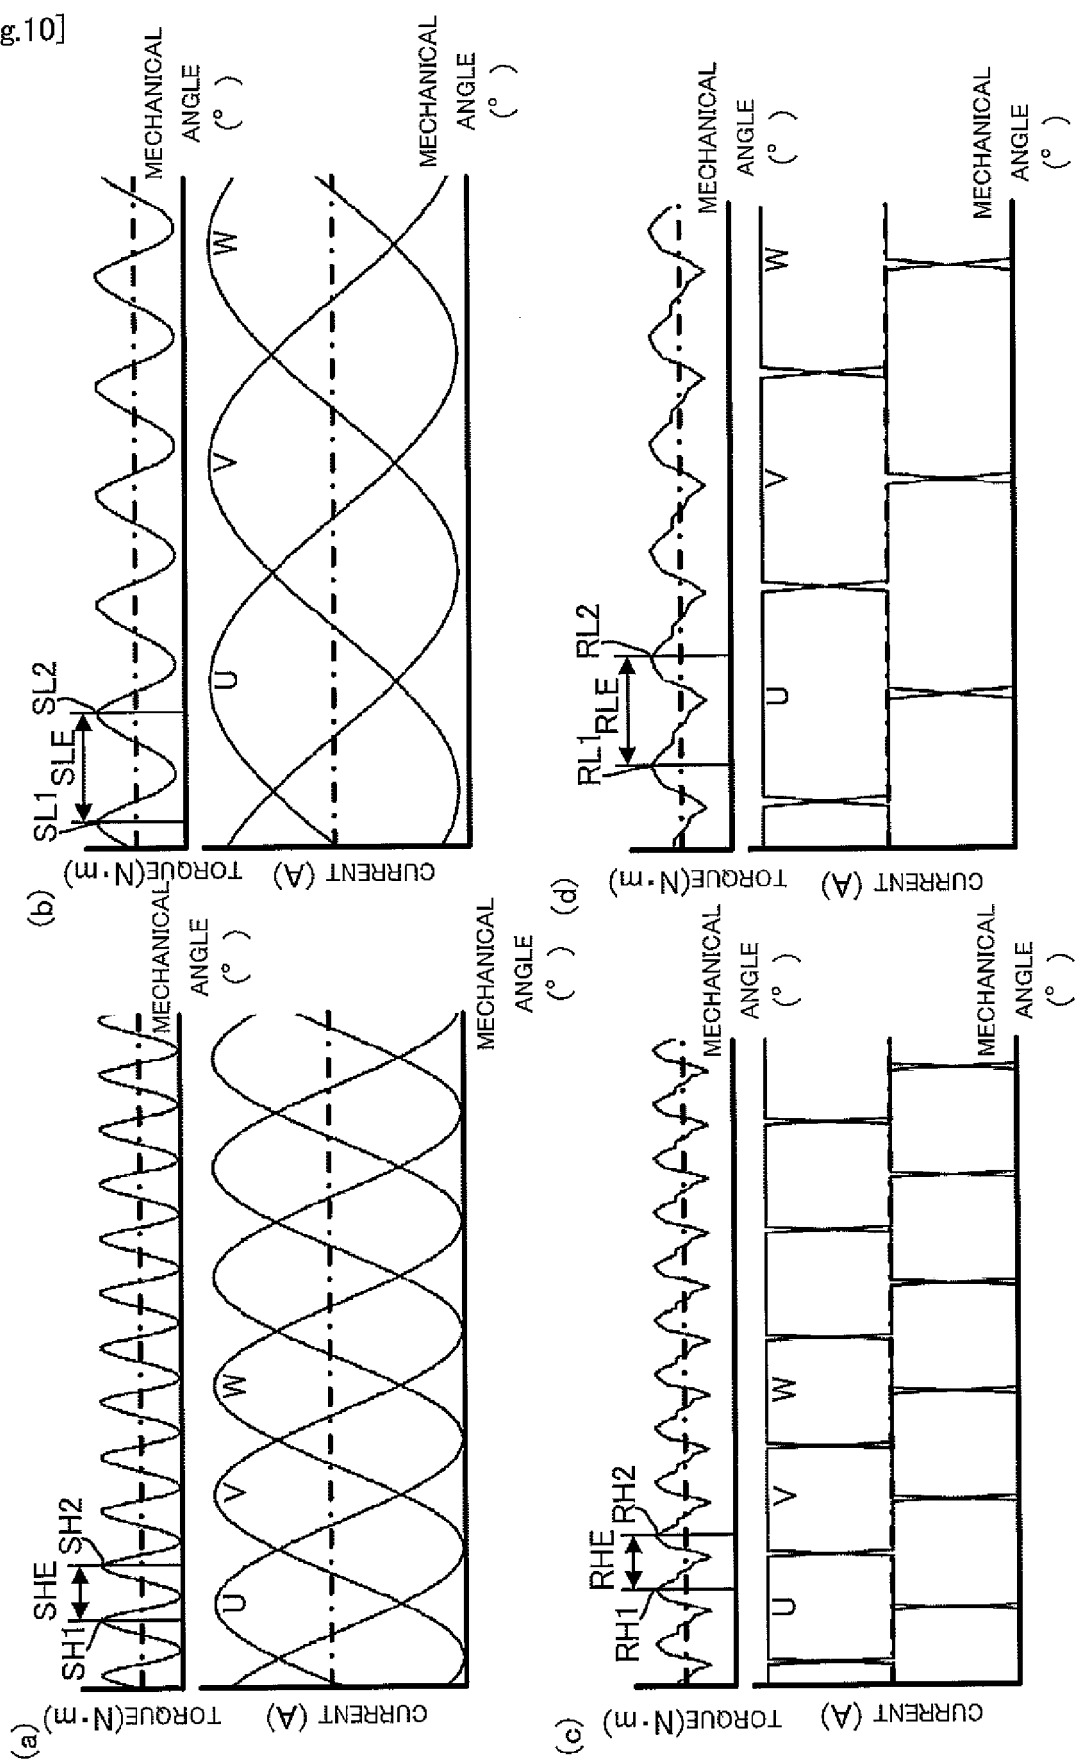 g.10]
(a)
TORQUE(N·m)
SH1
SHE
SH2
MECHANICAL
ANGLE
(° )
CURRENT (A)
U
V
W
MECHANICAL
ANGLE
(° )
(b)
TORQUE(N·m)
SL1
SLE
SL2
MECHANICAL
ANGLE
(° )
CURRENT (A)
U
V
W
MECHANICAL
ANGLE
(° )
(c)
TORQUE(N·m)
RH1
RHE
RH2
MECHANICAL
ANGLE
(° )
CURRENT (A)
U
V
W
MECHANICAL
ANGLE
(° )
(d)
TORQUE(N·m)
RL1
RLE
RL2
MECHANICAL
ANGLE
(° )
CURRENT (A)
U
V
W
MECHANICAL
ANGLE
(° )